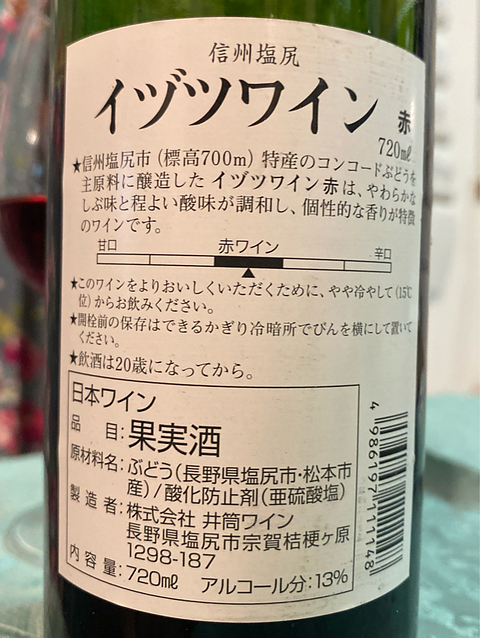 信州塩尻
イヅツワイン 赤
720㎖
★信州塩尻市（標高700m）特産のコンコードぶどうを
主原料に醸造したイヅツワイン赤は、やわらかな
しぶ味と程よい酸味が調和し、個性的な香りが特徴
のワインです。
甘口 赤ワイン 辛口
★このワインをよりおいしくいただくために、やや冷やして（15℃
位）からお飲みください。
★開栓前の保存はできるかぎり冷暗所でびんを横にして置いて
ください。
★飲酒は20歳になってから。
日本ワイン
品目：果実酒
原材料名：ぶどう（長野県塩尻市・松本市
産）/酸化防止剤（亜硫酸塩）
製造者：株式会社 井筒ワイン
長野県塩尻市宗賀桔梗ヶ原
1298-187
内容量：720㎖ アルコール分：13%
4 986197 111148